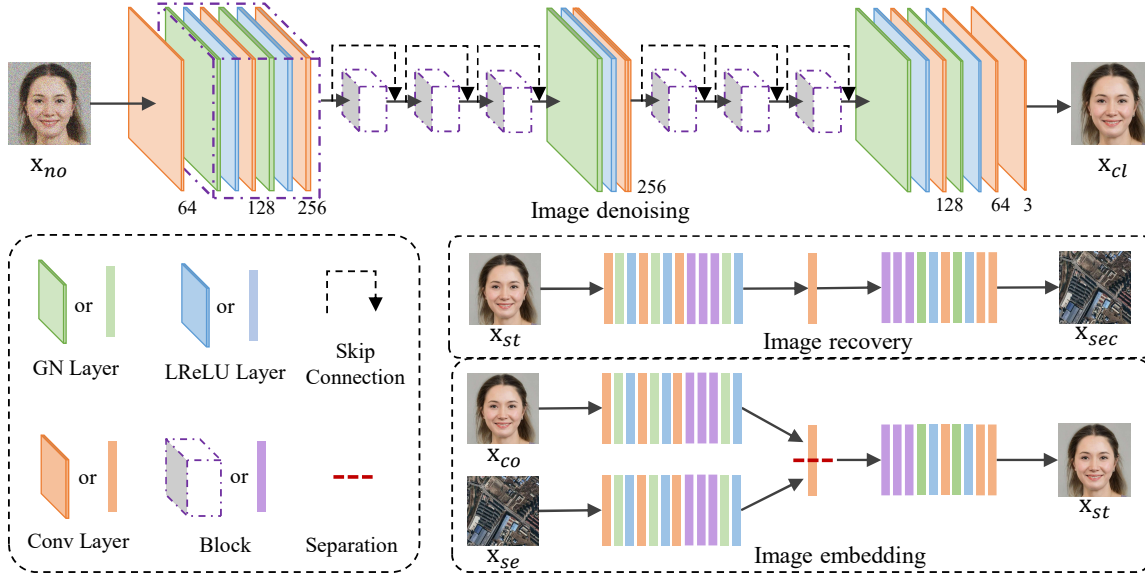 x_no
64
128
256
256
Image denoising
128
64
3
x_cl
or
GN Layer
or
LReLU Layer
Skip
Connection
or
Conv Layer
or
Block
Separation
x_st
Image recovery
x_sec
x_co
x_se
x_st
Image embedding